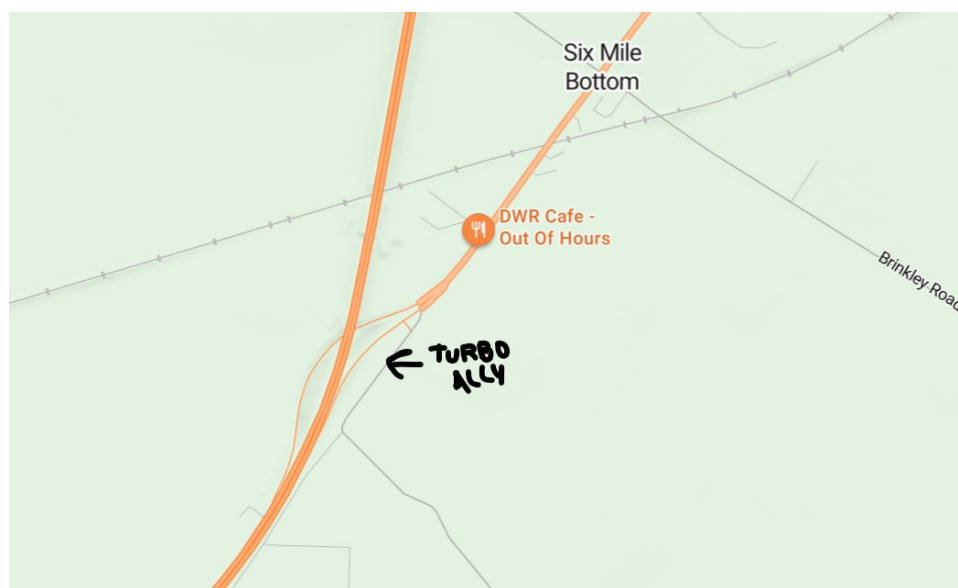 Six Mile
Bottom
DWR Cafe -
Out Of Hours
Brinkley Road
TURBO
ALLY